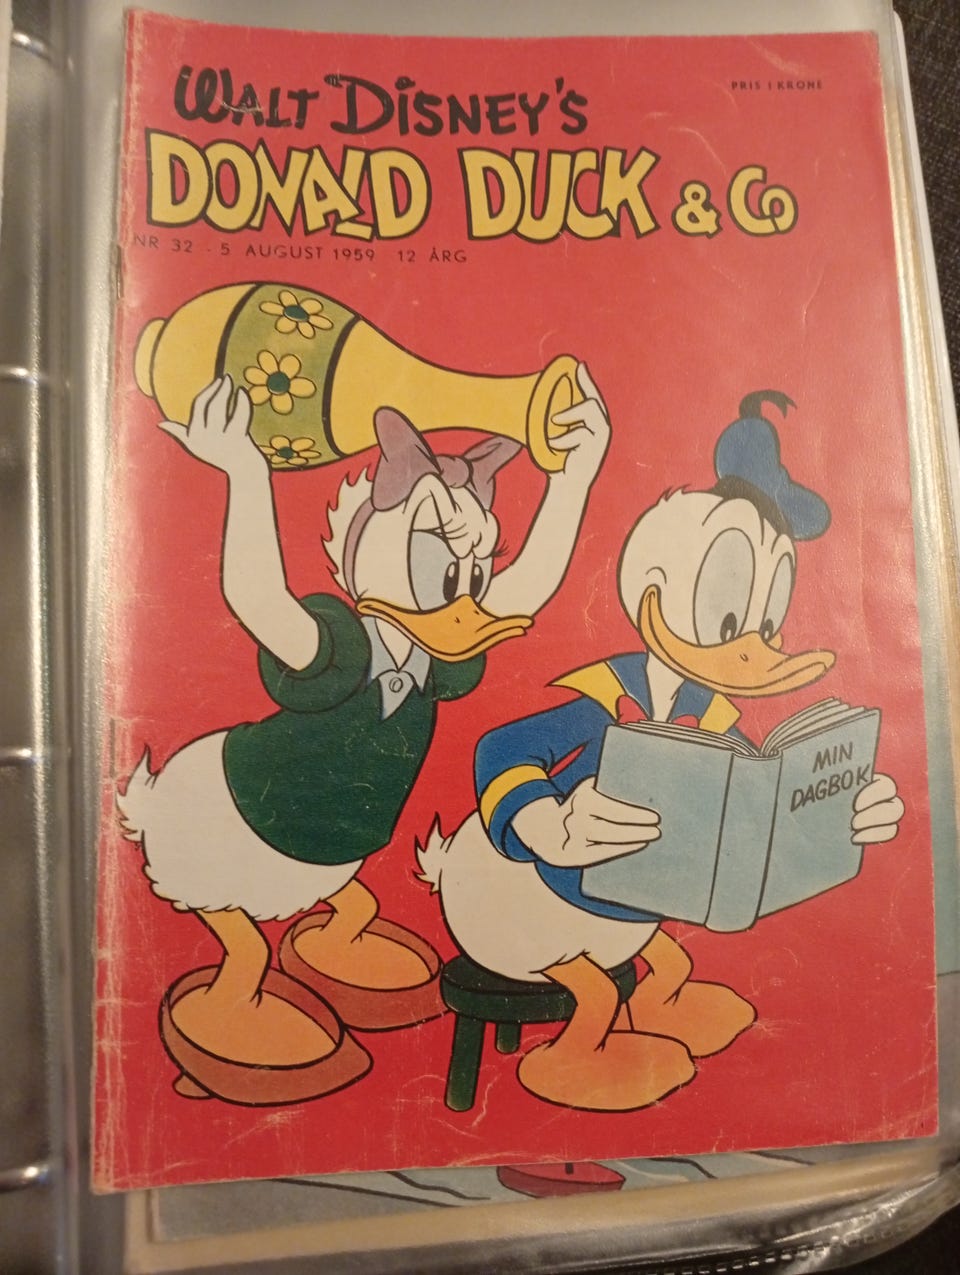 WALT DISNEY'S
PRIS 1 KRONE
DONALD DUCK & Co
NR 32 - 5 AUGUST 1959 12 ÅRG
MIN
DAGBOK